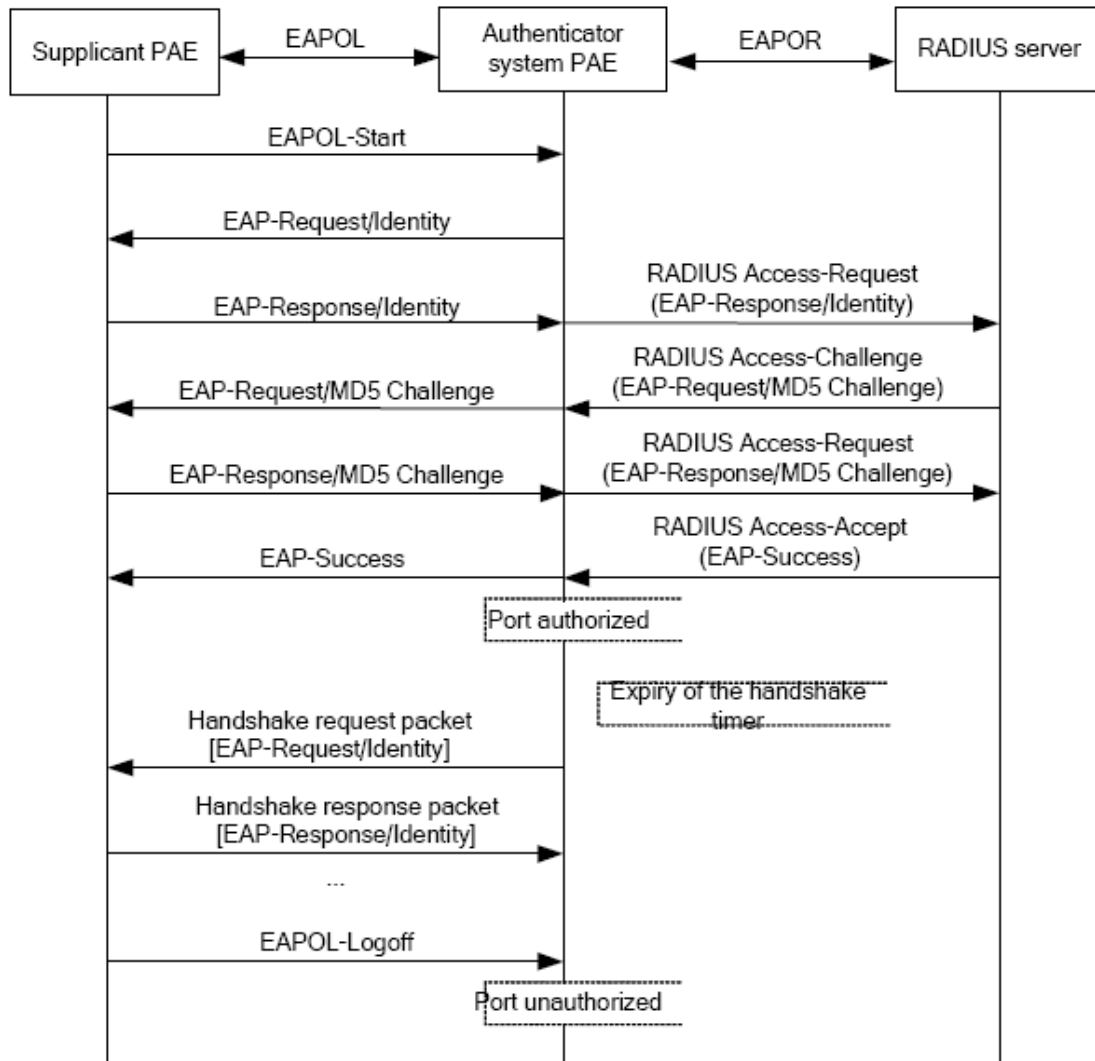 Supplicant PAE
EAPOL
Authenticator
system PAE
EAPOR
RADIUS server
EAPOL-Start
EAP-Request/Identity
EAP-Response/Identity
RADIUS Access-Request
(EAP-Response/Identity)
EAP-Request/MD5 Challenge
RADIUS Access-Challenge
(EAP-Request/MD5 Challenge)
EAP-Response/MD5 Challenge
RADIUS Access-Request
(EAP-Response/MD5 Challenge)
EAP-Success
RADIUS Access-Accept
(EAP-Success)
Port authorized
Expiry of the handshake
timer
Handshake request packet
[EAP-Request/Identity]
Handshake response packet
[EAP-Response/Identity]
...
EAPOL-Logoff
Port unauthorized